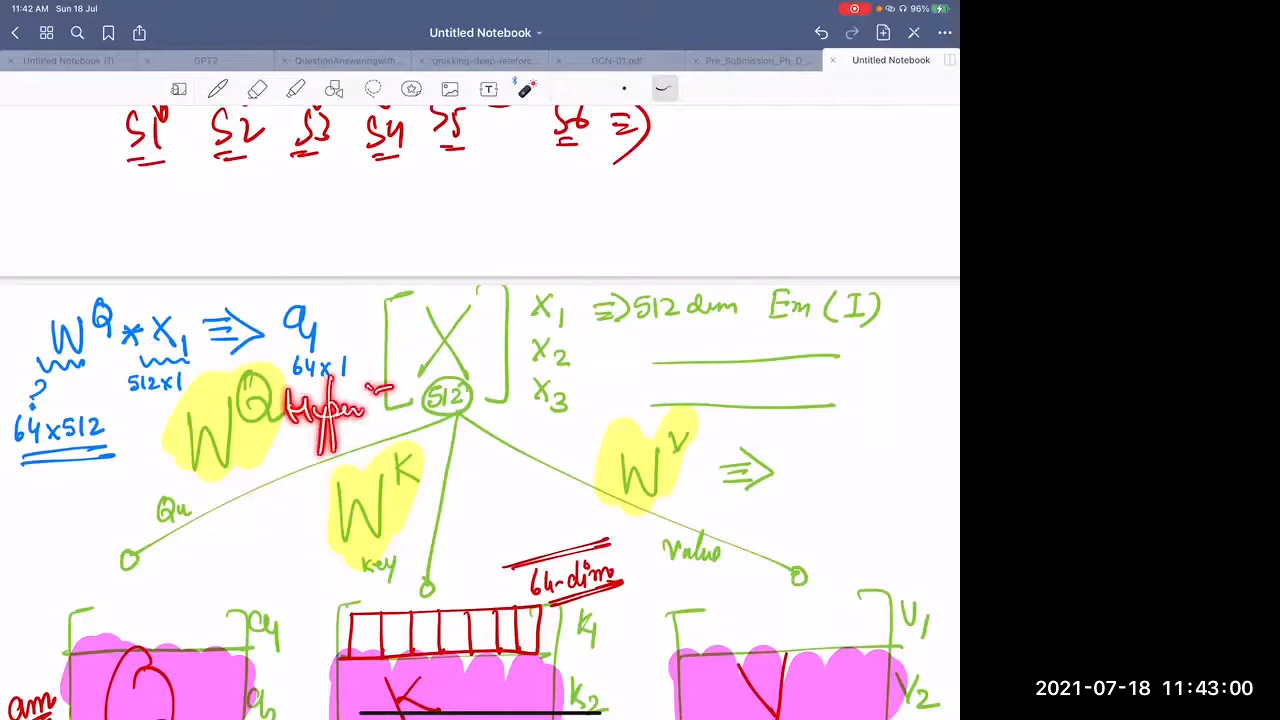 11:42 AM Sun 18 Jul
96%
Untitled Notebook
Untitled Notebook (1)
GPT2
QuestionAnsweringwith...
grokking-deep-reinforc...
GCN-01.pdf
Pre_Submission_Ph_D_...
Untitled Notebook
S1 S2 S3 S4 S5 S6 ≡)
W^Q * X1 ≡> q1
512x1
64x1
?
64x512
X
512
X1 ≡> 512 dim Em (I)
X2
X3
W^Q
Hyper
W^K
W^V
Qu
key
Value
64-dim
q1
K1
V1
am
Q
q2
K
K2
V
V2
2021-07-18 11:43:00